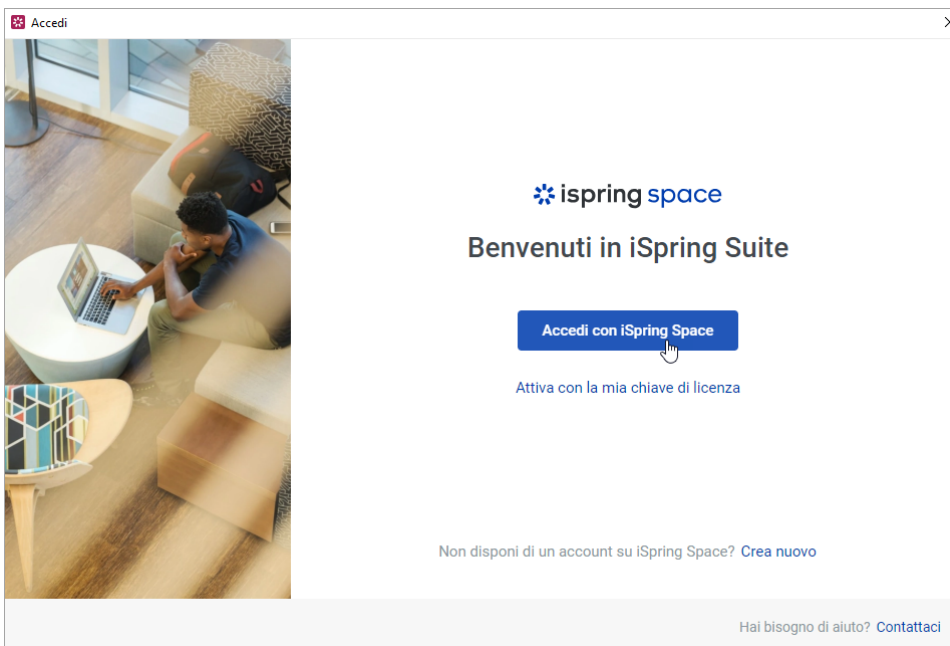 Accedi
ispring space
Benvenuti in iSpring Suite
Accedi con iSpring Space
Attiva con la mia chiave di licenza
Non disponi di un account su iSpring Space? Crea nuovo
Hai bisogno di aiuto? Contattaci